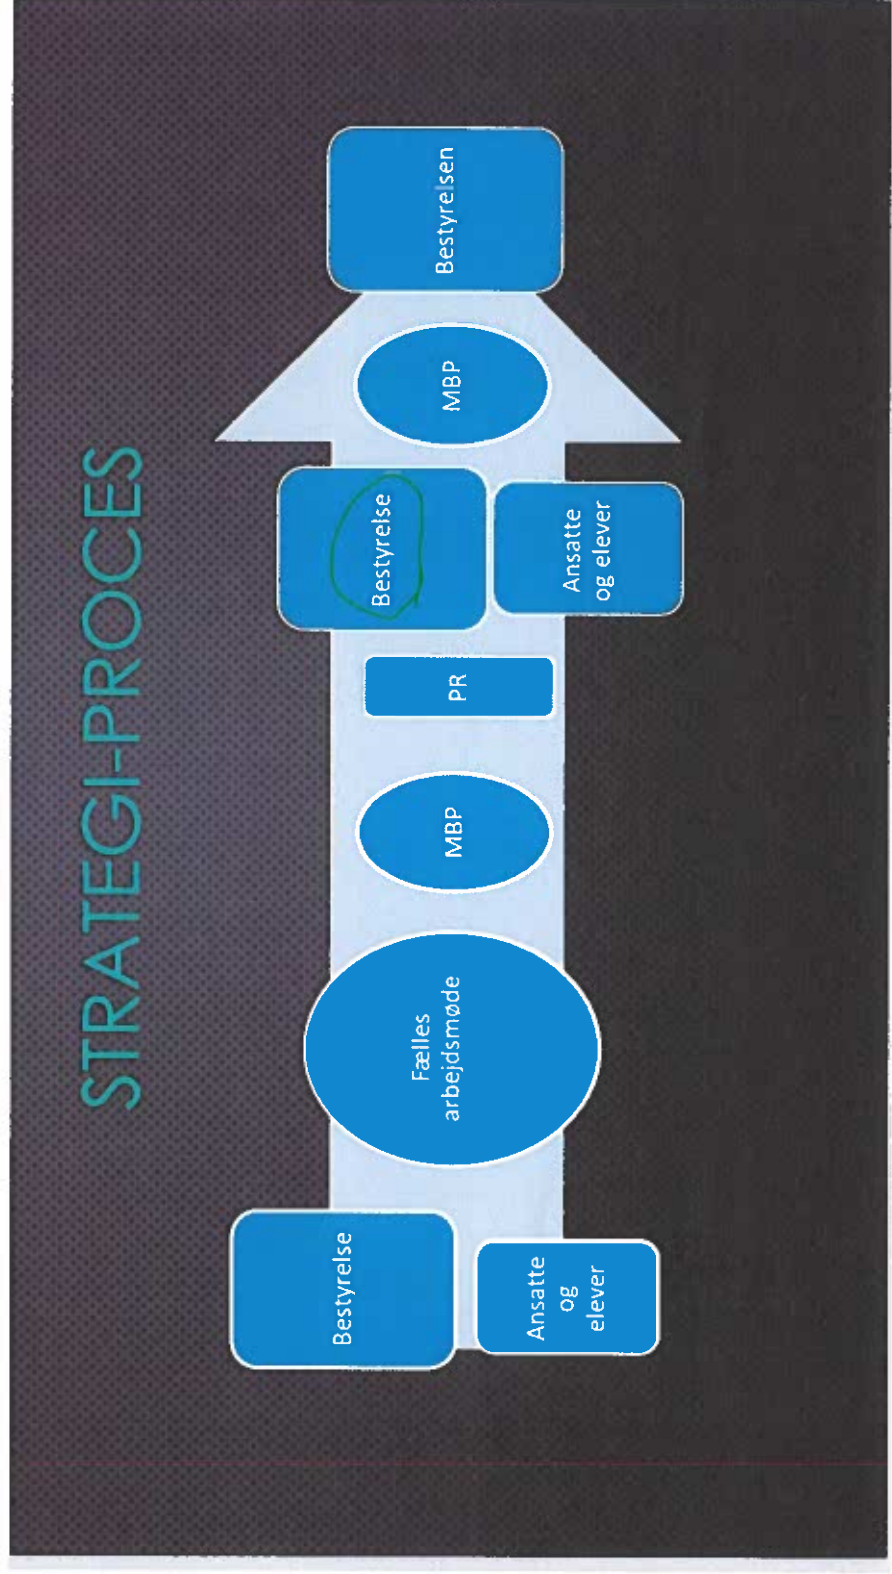 STRATEGI-PROCES
Bestyrelse
Ansatte
og
elever
Fælles
arbejdsmøde
MBP
PR
Bestyrelse
Ansatte
og elever
MBP
Bestyrelsen